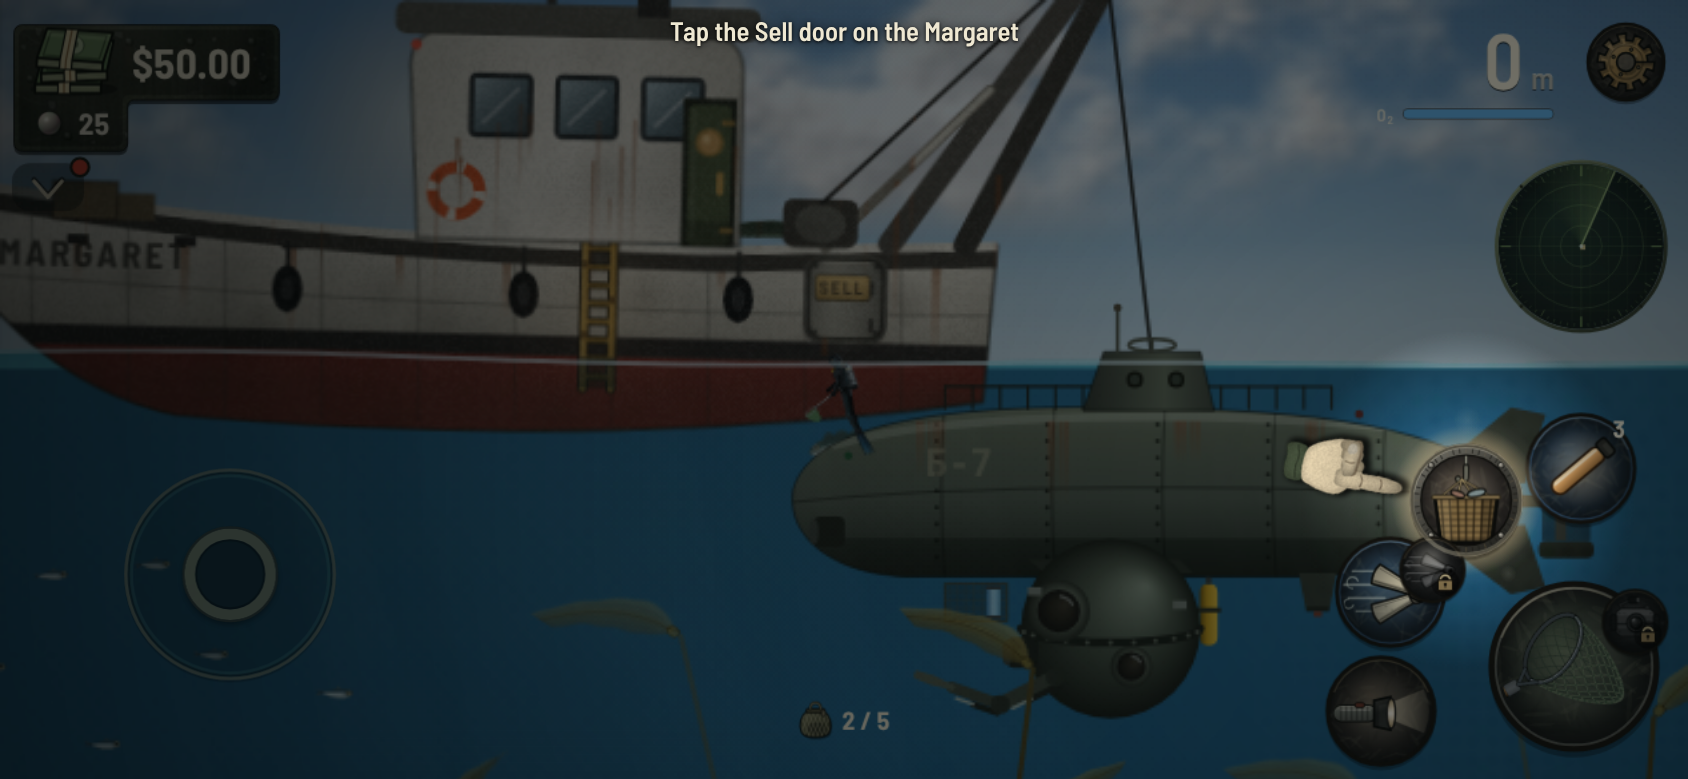 Tap the Sell door on the Margaret
$50.00
25
0 m
O₂
MARGARET
SELL
Б-7
3
2 / 5